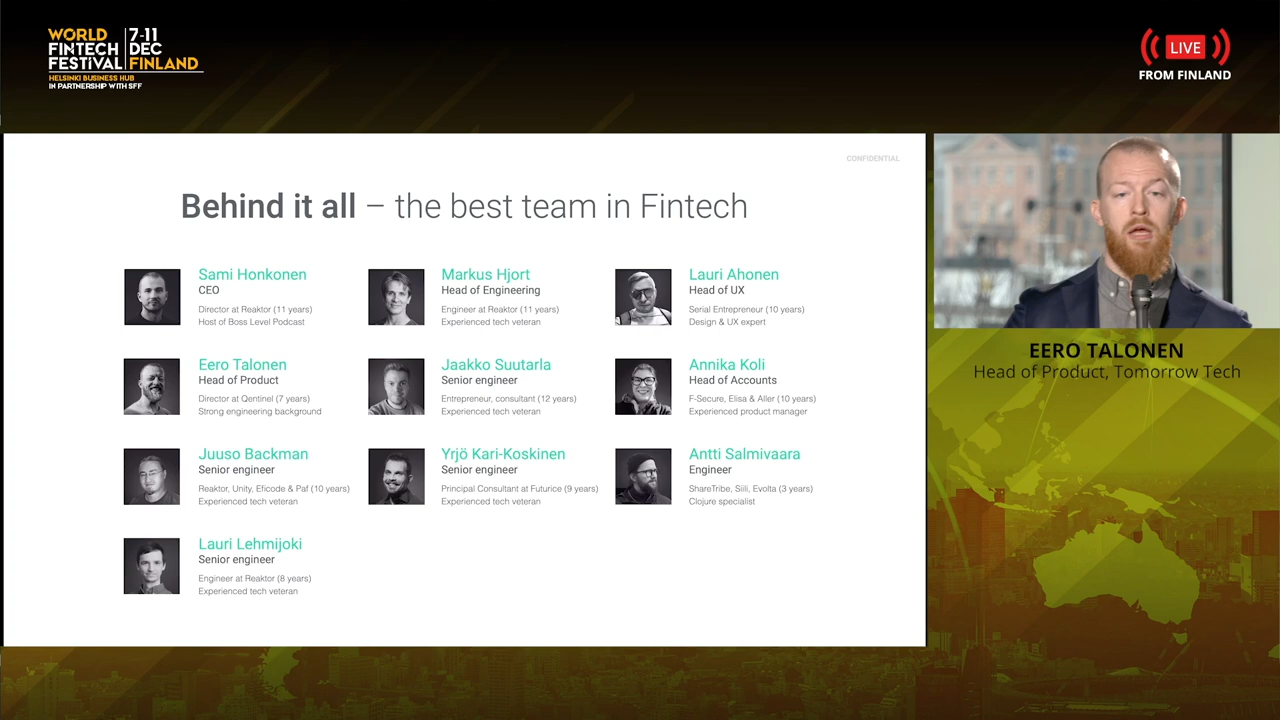 WORLD
FINTECH
FESTIVAL
7-11
DEC
FINLAND
HELSINKI BUSINESS HUB
IN PARTNERSHIP WITH SFF
LIVE
FROM FINLAND
CONFIDENTIAL
Behind it all – the best team in Fintech
Sami Honkonen
CEO
Director at Reaktor (11 years)
Host of Boss Level Podcast
Markus Hjort
Head of Engineering
Engineer at Reaktor (11 years)
Experienced tech veteran
Lauri Ahonen
Head of UX
Serial Entrepreneur (10 years)
Design & UX expert
Eero Talonen
Head of Product
Director at Qentinel (7 years)
Strong engineering background
Jaakko Suutarla
Senior engineer
Entrepreneur, consultant (12 years)
Experienced tech veteran
Annika Koli
Head of Accounts
F-Secure, Elisa & Aller (10 years)
Experienced product manager
Juuso Backman
Senior engineer
Reaktor, Unity, Eficode & Paf (10 years)
Experienced tech veteran
Yrjö Kari-Koskinen
Senior engineer
Principal Consultant at Futurice (9 years)
Experienced tech veteran
Antti Salmivaara
Engineer
ShareTribe, Siili, Evolta (3 years)
Clojure specialist
Lauri Lehmijoki
Senior engineer
Engineer at Reaktor (8 years)
Experienced tech veteran
EERO TALONEN
Head of Product, Tomorrow Tech